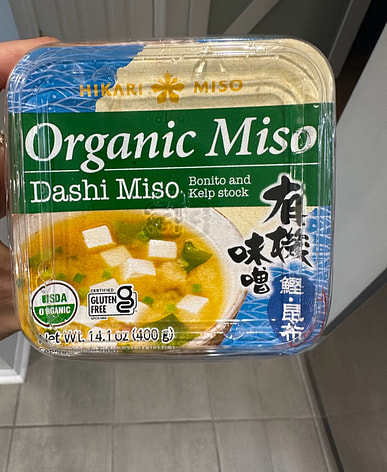 HIKARI MISO
Organic Miso
Dashi Miso
Bonito and
Kelp stock
有機
味噌
鰹・昆布
USDA
ORGANIC
CERTIFIED
GLUTEN
FREE
Net Wt. 14.1 oz (400 g)